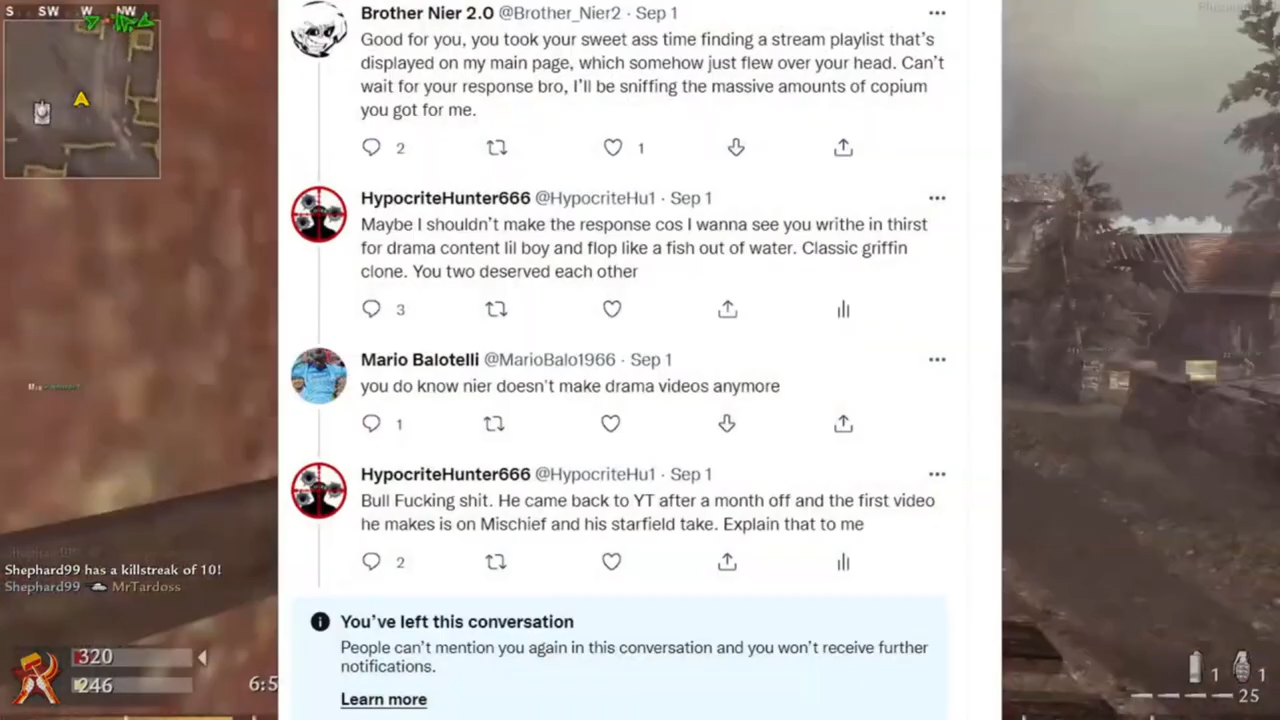 S SW W NW
Brother Nier 2.0 @Brother_Nier2 · Sep 1
Good for you, you took your sweet ass time finding a stream playlist that's
displayed on my main page, which somehow just flew over your head. Can't
wait for your response bro, I'll be sniffing the massive amounts of copium
you got for me.
2 1
HypocriteHunter666 @HypocriteHu1 · Sep 1
Maybe I shouldn't make the response cos I wanna see you writhe in thirst
for drama content lil boy and flop like a fish out of water. Classic griffin
clone. You two deserved each other
3
Mario Balotelli @MarioBalo1966 · Sep 1
you do know nier doesn't make drama videos anymore
1
HypocriteHunter666 @HypocriteHu1 · Sep 1
Bull Fucking shit. He came back to YT after a month off and the first video
he makes is on Mischief and his starfield take. Explain that to me
2
You've left this conversation
People can't mention you again in this conversation and you won't receive further
notifications.
Learn more
Shephard99 has a killstreak of 10!
Shephard99 MrTardoss
320
246
6:5
1 1
25